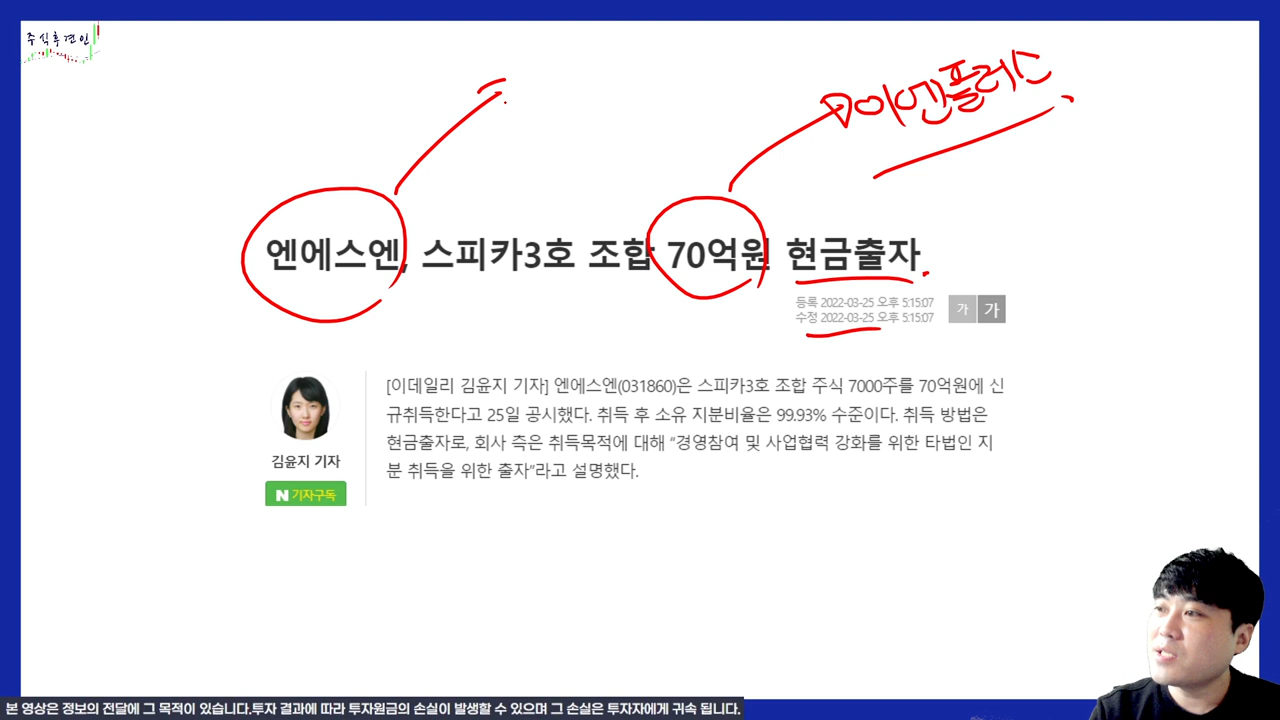 주식후견인
이엔플러스
엔에스엔, 스피카3호 조합 70억원 현금출자
등록 2022-03-25 오후 5:15:07
수정 2022-03-25 오후 5:15:07
가 가
[이데일리 김윤지 기자] 엔에스엔(031860)은 스피카3호 조합 주식 7000주를 70억원에 신
규취득한다고 25일 공시했다. 취득 후 소유 지분비율은 99.93% 수준이다. 취득 방법은
현금출자로, 회사 측은 취득목적에 대해 “경영참여 및 사업협력 강화를 위한 타법인 지
분 취득을 위한 출자”라고 설명했다.
김윤지 기자
N 기자구독
본 영상은 정보의 전달에 그 목적이 있습니다.투자 결과에 따라 투자원금의 손실이 발생할 수 있으며 그 손실은 투자자에게 귀속 됩니다.